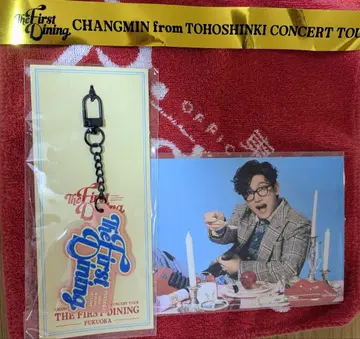 The First Dining. CHANGMIN from TOHOSHINKI CONCERT TOU
OFFIC
The First Dining
The First Dining
CONCERT TOUR
THE FIRST DINING
FUKUOKA